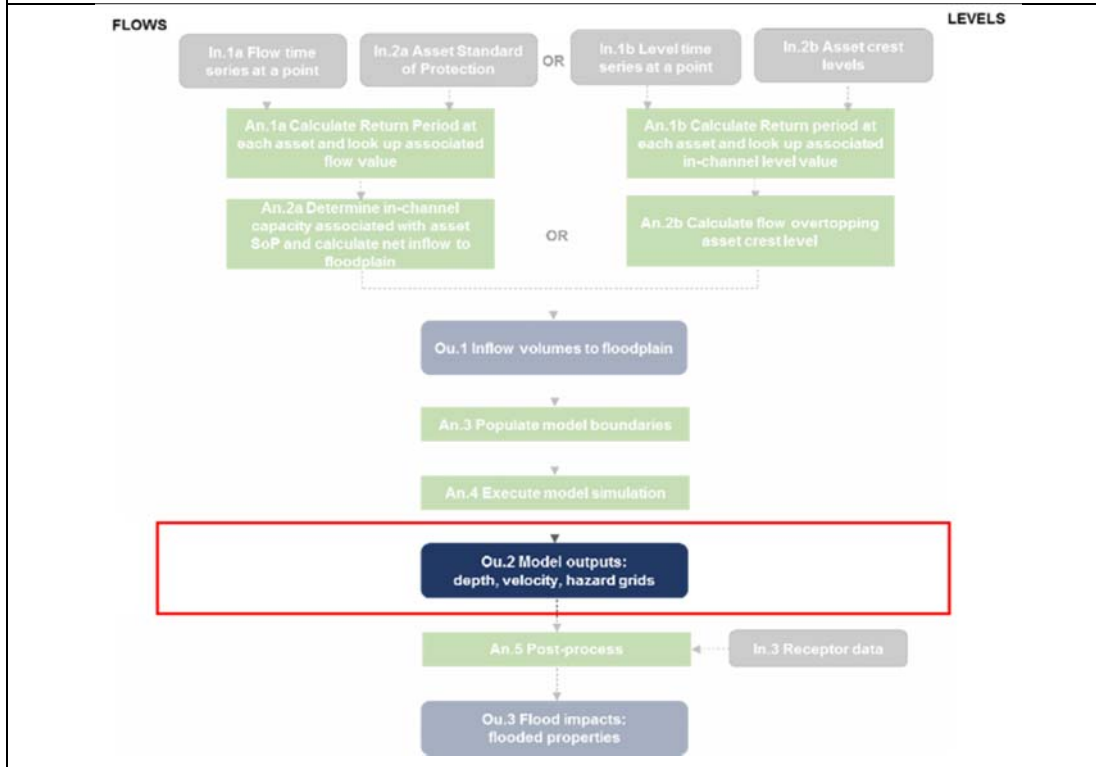 FLOWS
LEVELS
In.1a Flow time
series at a point
In.2a Asset Standard
of Protection
OR
In.1b Level time
series at a point
In.2b Asset crest
levels
An.1a Calculate Return Period at
each asset and look up associated
flow value
An.1b Calculate Return period at
each asset and look up associated
in-channel level value
An.2a Determine in-channel
capacity associated with asset
SoP and calculate net inflow to
floodplain
OR
An.2b Calculate flow overtopping
asset crest level
Ou.1 Inflow volumes to floodplain
An.3 Populate model boundaries
An.4 Execute model simulation
Ou.2 Model outputs:
depth, velocity, hazard grids
An.5 Post-process
In.3 Receptor data
Ou.3 Flood impacts:
flooded properties